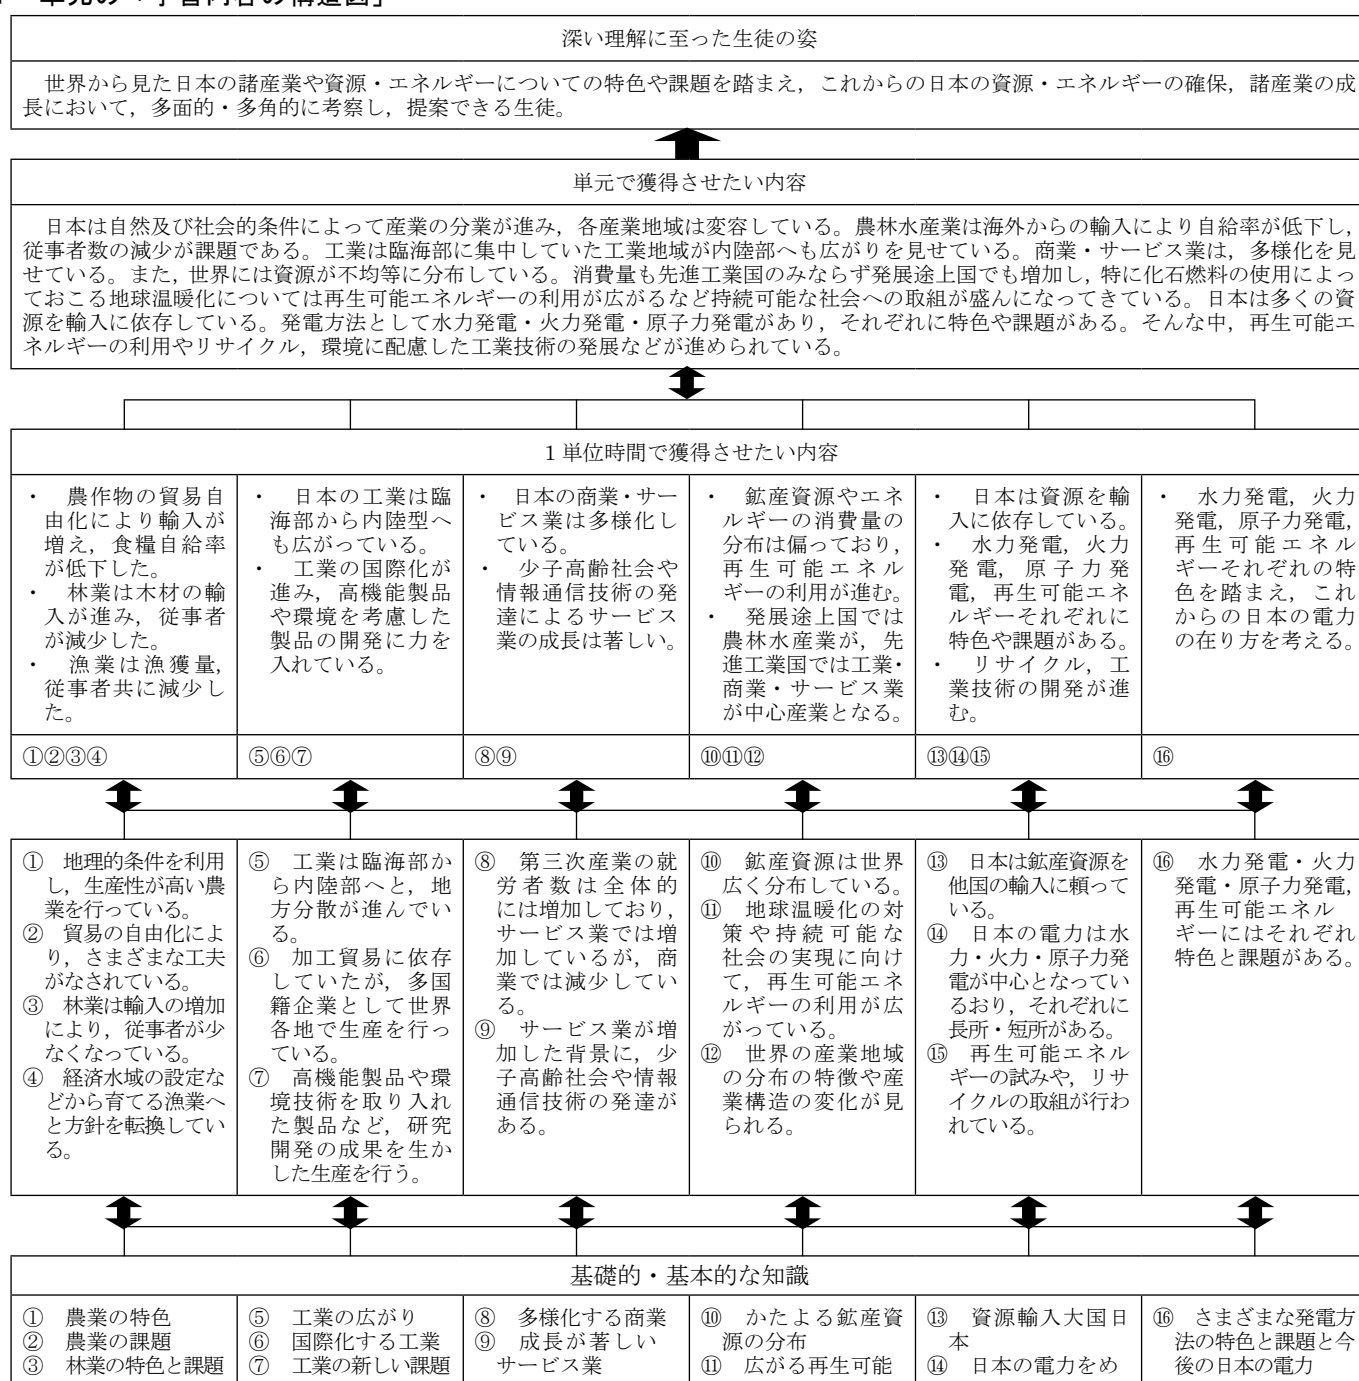 深い理解に至った生徒の姿
　世界から見た日本の諸産業や資源・エネルギーについての特色や課題を踏まえ，これからの日本の資源・エネルギーの確保，諸産業の成
長において，多面的・多角的に考察し，提案できる生徒。
単元で獲得させたい内容
　日本は自然及び社会的条件によって産業の分業が進み，各産業地域は変容している。農林水産業は海外からの輸入により自給率が低下し，
従事者数の減少が課題である。工業は臨海部に集中していた工業地域が内陸部へも広がりを見せている。商業・サービス業は，多様化を見
せている。また，世界には資源が不均等に分布している。消費量も先進工業国のみならず発展途上国でも増加し，特に化石燃料の使用によっ
ておこる地球温暖化については再生可能エネルギーの利用が広がるなど持続可能な社会への取組が盛んになってきている。日本は多くの資
源を輸入に依存している。発電方法として水力発電・火力発電・原子力発電があり，それぞれに特色や課題がある。そんな中，再生可能エ
ネルギーの利用やリサイクル，環境に配慮した工業技術の発展などが進められている。
1単位時間で獲得させたい内容
・　農作物の貿易自
由化により輸入が
増え，食糧自給率
が低下した。
・　林業は木材の輸
入が進み，従事者
が減少した。
・　漁業は漁獲量，
従事者共に減少し
た。
①②③④
・　日本の工業は臨
海部から内陸型へ
も広がっている。
・　工業の国際化が
進み，高機能製品
や環境を考慮した
製品の開発に力を
入れている。
⑤⑥⑦
・　日本の商業・サー
ビス業は多様化し
ている。
・　少子高齢社会や
情報通信技術の発
達によるサービス
業の成長は著しい。
⑧⑨
・　鉱産資源やエネ
ルギーの消費量の
分布は偏っており，
再生可能エネル
ギーの利用が進む。
・　発展途上国では
農林水産業が，先
進工業国では工業・
商業・サービス業
が中心産業となる。
⑩⑪⑫
・　日本は資源を輸
入に依存している。
・　水力発電，火力
発電，原子力発
電，再生可能エネ
ルギーそれぞれに
特色や課題がある。
・　リサイクル，工
業技術の開発が進
む。
⑬⑭⑮
・　水力発電，火力
発電，原子力発電，
再生可能エネル
ギーそれぞれの特
色を踏まえ，これ
からの日本の電力
の在り方を考える。
⑯
①　地理的条件を利用
し，生産性が高い農
業を行っている。
②　貿易の自由化によ
り，さまざまな工夫
がなされている。
③　林業は輸入の増加
により，従事者が少
なくなっている。
④　経済水域の設定な
どから育てる漁業へ
と方針を転換してい
る。
⑤　工業は臨海部か
ら内陸部へと，地
方分散が進んでい
る。
⑥　加工貿易に依存
していたが，多国
籍企業として世界
各地で生産を行っ
ている。
⑦　高機能製品や環
境技術を取り入れ
た製品など，研究
開発の成果を生か
した生産を行う。
⑧　第三次産業の就
労者数は全体的
には増加しており，
サービス業では増
加しているが，商
業では減少してい
る。
⑨　サービス業が増
加した背景に，少
子高齢社会や情報
通信技術の発達が
ある。
⑩　鉱産資源は世界
広く分布している。
⑪　地球温暖化の対
策や持続可能な
社会の実現に向け
て，再生可能エネ
ルギーの利用が広
がっている。
⑫　世界の産業地域
の分布の特徴や産
業構造の変化が見
られる。
⑬　日本は鉱産資源を
他国の輸入に頼って
いる。
⑭　日本の電力は水
力・火力・原子力発
電が中心となってい
るおり，それぞれに
長所・短所がある。
⑮　再生可能エネル
ギーの試みや，リサ
イクルの取組が行わ
れている。
⑯　水力発電・火力
発電・原子力発電，
再生可能エネル
ギーにはそれぞれ
特色と課題がある。
基礎的・基本的な知識
①　農業の特色
②　農業の課題
③　林業の特色と課題
⑤　工業の広がり
⑥　国際化する工業
⑦　工業の新しい課題
⑧　多様化する商業
⑨　成長が著しい
サービス業
⑩　かたよる鉱産資
源の分布
⑪　広がる再生可能
⑬　資源輸入大国日
本
⑭　日本の電力をめ
⑯　さまざまな発電方
法の特色と課題と今
後の日本の電力